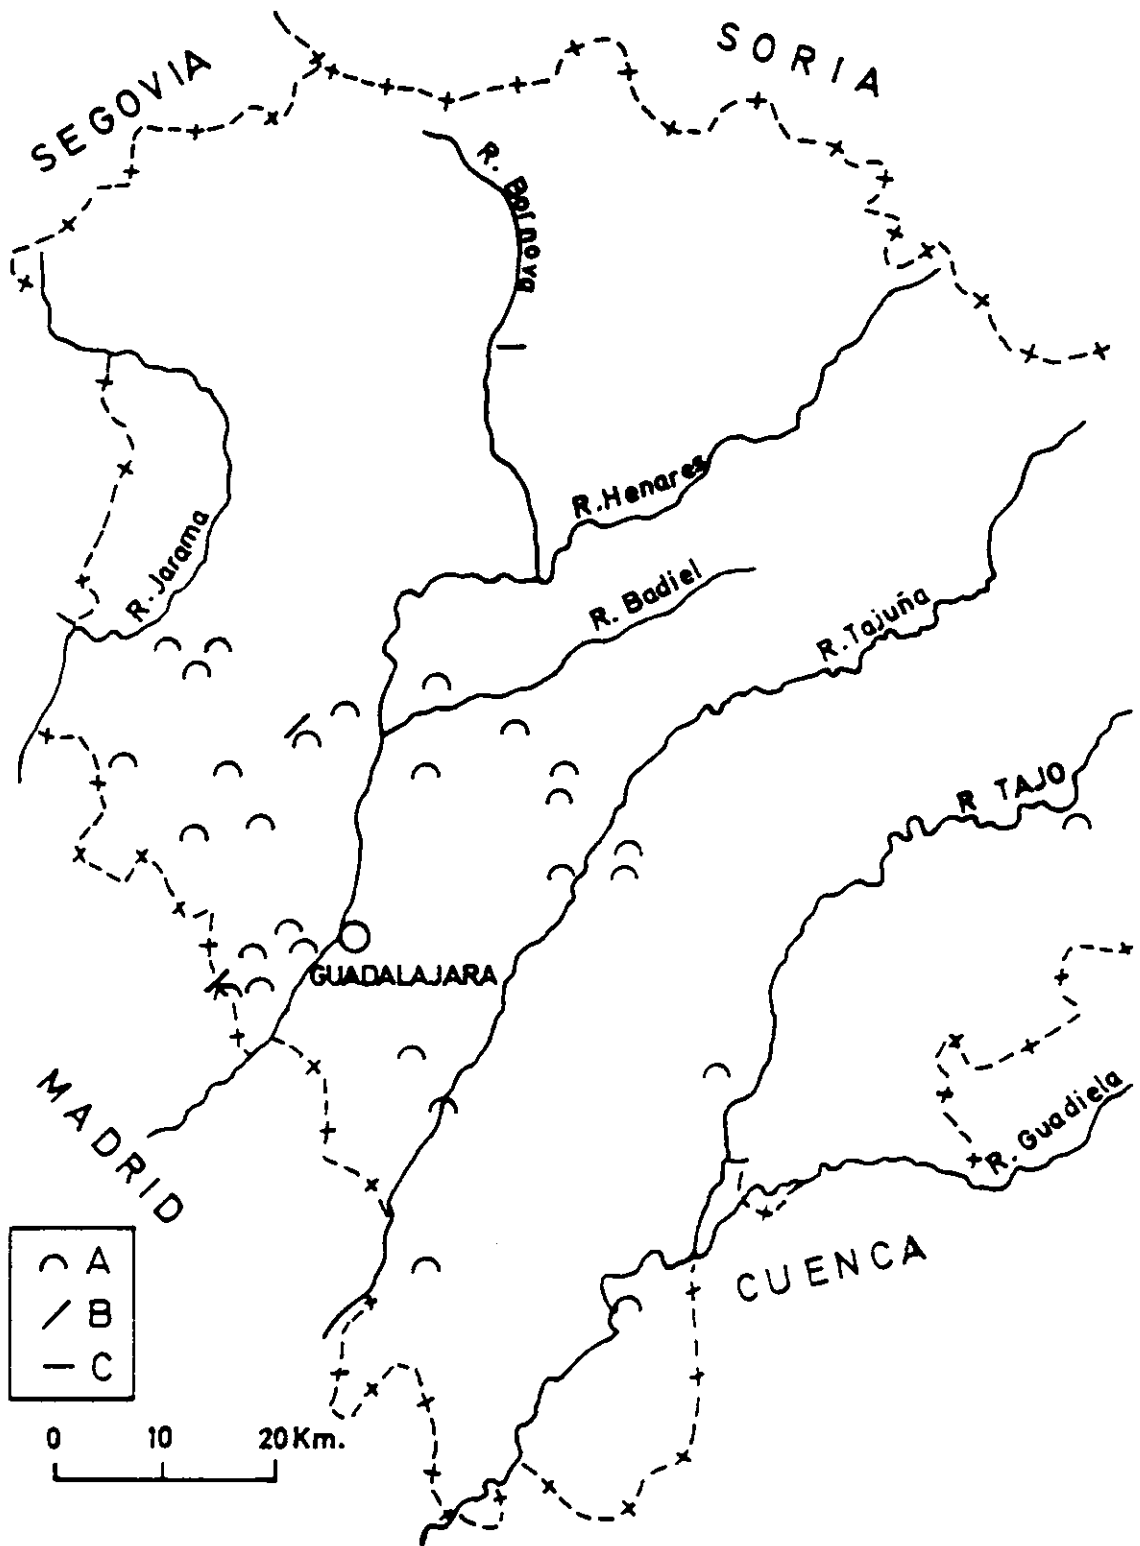 SEGOVIA
SORIA
R. Bornova
R. Henares
R. Jarama
R. Badiel
R. Tajuña
R TAJO
GUADALAJARA
MADRID
R. Guadiela
CUENCA
A
B
C
0 10 20 Km.